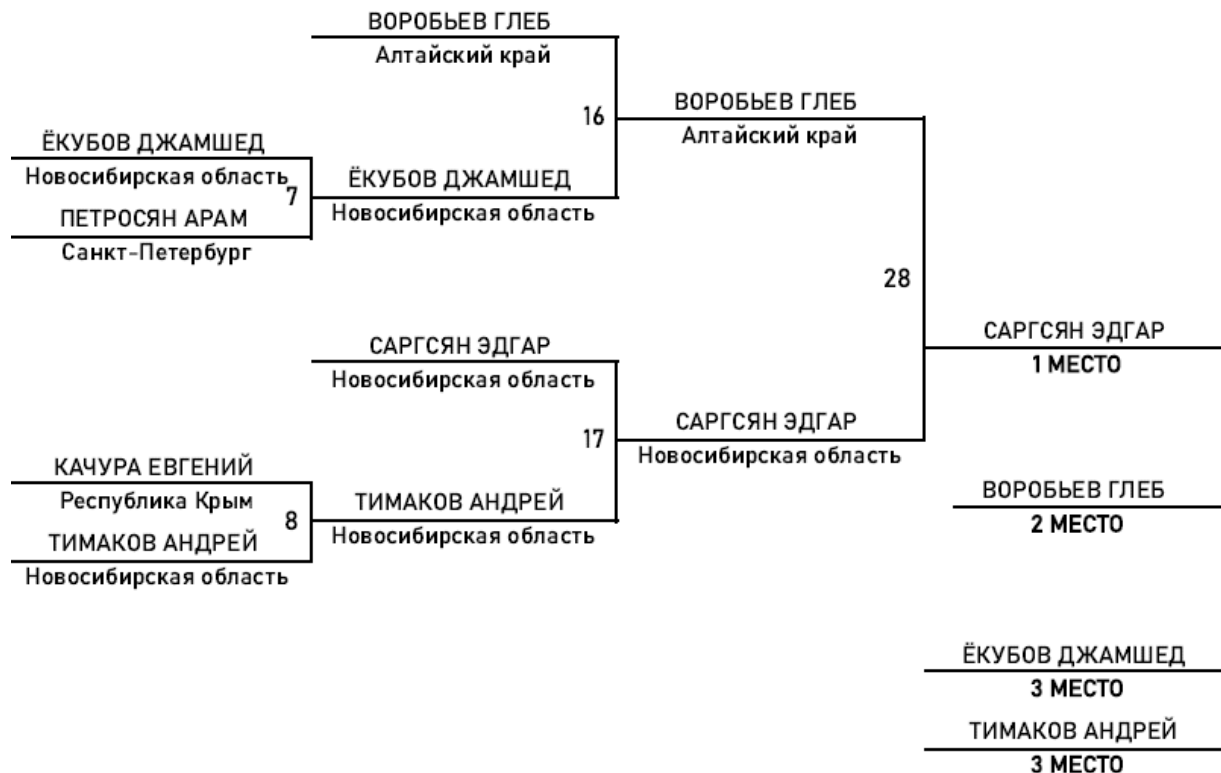 ВОРОБЬЕВ ГЛЕБ
Алтайский край
16
ВОРОБЬЕВ ГЛЕБ
Алтайский край
ЁКУБОВ ДЖАМШЕД
Новосибирская область
7
ЁКУБОВ ДЖАМШЕД
Новосибирская область
ПЕТРОСЯН АРАМ
Санкт-Петербург
28
САРГСЯН ЭДГАР
1 МЕСТО
САРГСЯН ЭДГАР
Новосибирская область
17
САРГСЯН ЭДГАР
Новосибирская область
КАЧУРА ЕВГЕНИЙ
Республика Крым
8
ТИМАКОВ АНДРЕЙ
Новосибирская область
ТИМАКОВ АНДРЕЙ
Новосибирская область
ВОРОБЬЕВ ГЛЕБ
2 МЕСТО
ЁКУБОВ ДЖАМШЕД
3 МЕСТО
ТИМАКОВ АНДРЕЙ
3 МЕСТО